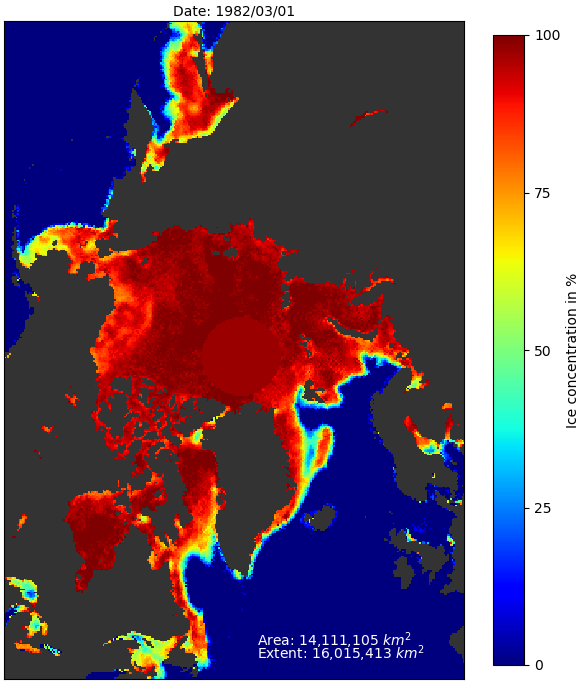 Date: 1982/03/01
100
75
50
25
0
Ice concentration in %
Area: 14,111,105 km²
Extent: 16,015,413 km²